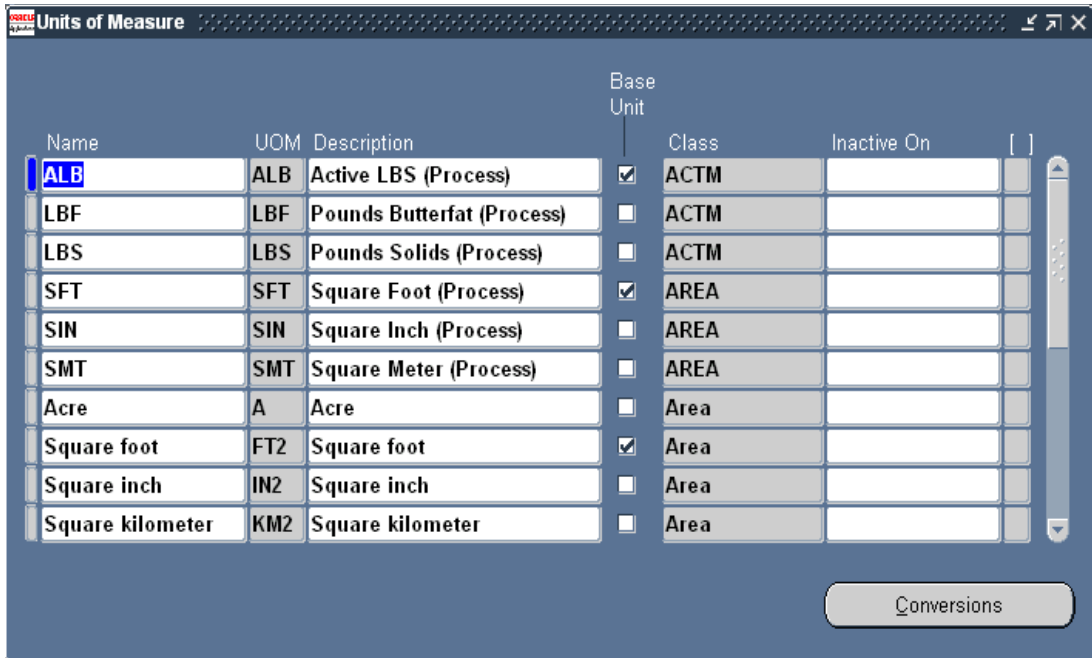 ORACLE
Applications
Units of Measure
Base
Unit
Name UOM Description Class Inactive On [ ]
ALB ALB Active LBS (Process) ACTM
LBF LBF Pounds Butterfat (Process) ACTM
LBS LBS Pounds Solids (Process) ACTM
SFT SFT Square Foot (Process) AREA
SIN SIN Square Inch (Process) AREA
SMT SMT Square Meter (Process) AREA
Acre A Acre Area
Square foot FT2 Square foot Area
Square inch IN2 Square inch Area
Square kilometer KM2 Square kilometer Area
Conversions